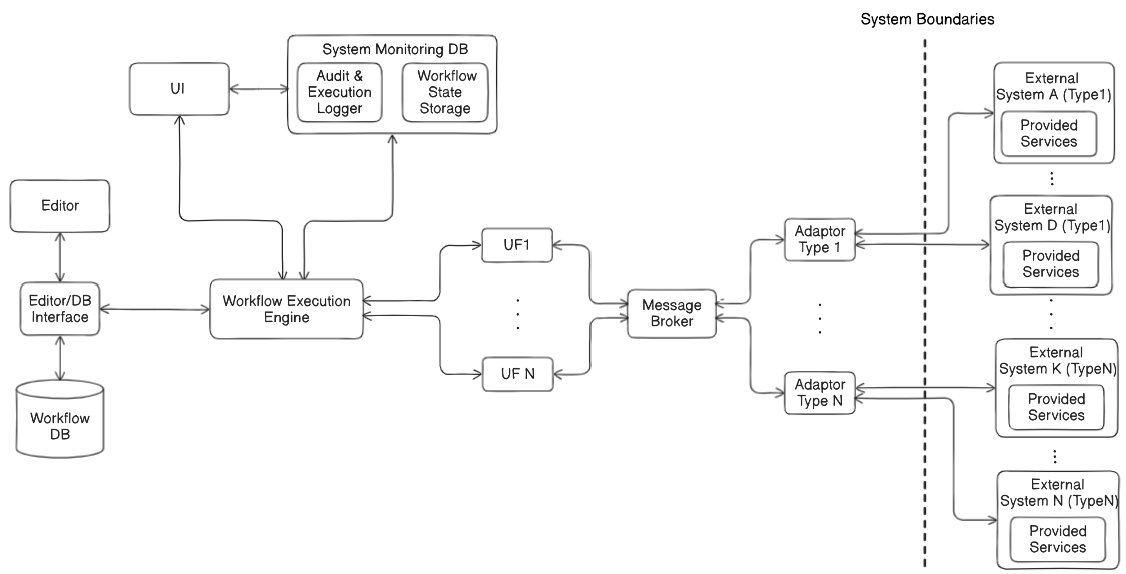 System Boundaries
System Monitoring DB
Audit &
Execution
Logger
Workflow
State
Storage
UI
External
System A (Type1)
Provided
Services
Editor
External
System D (Type1)
Provided
Services
UF1
Adaptor
Type 1
Editor/DB
Interface
Workflow Execution
Engine
Message
Broker
UF N
Adaptor
Type N
External
System K (TypeN)
Provided
Services
Workflow
DB
External
System N (TypeN)
Provided
Services